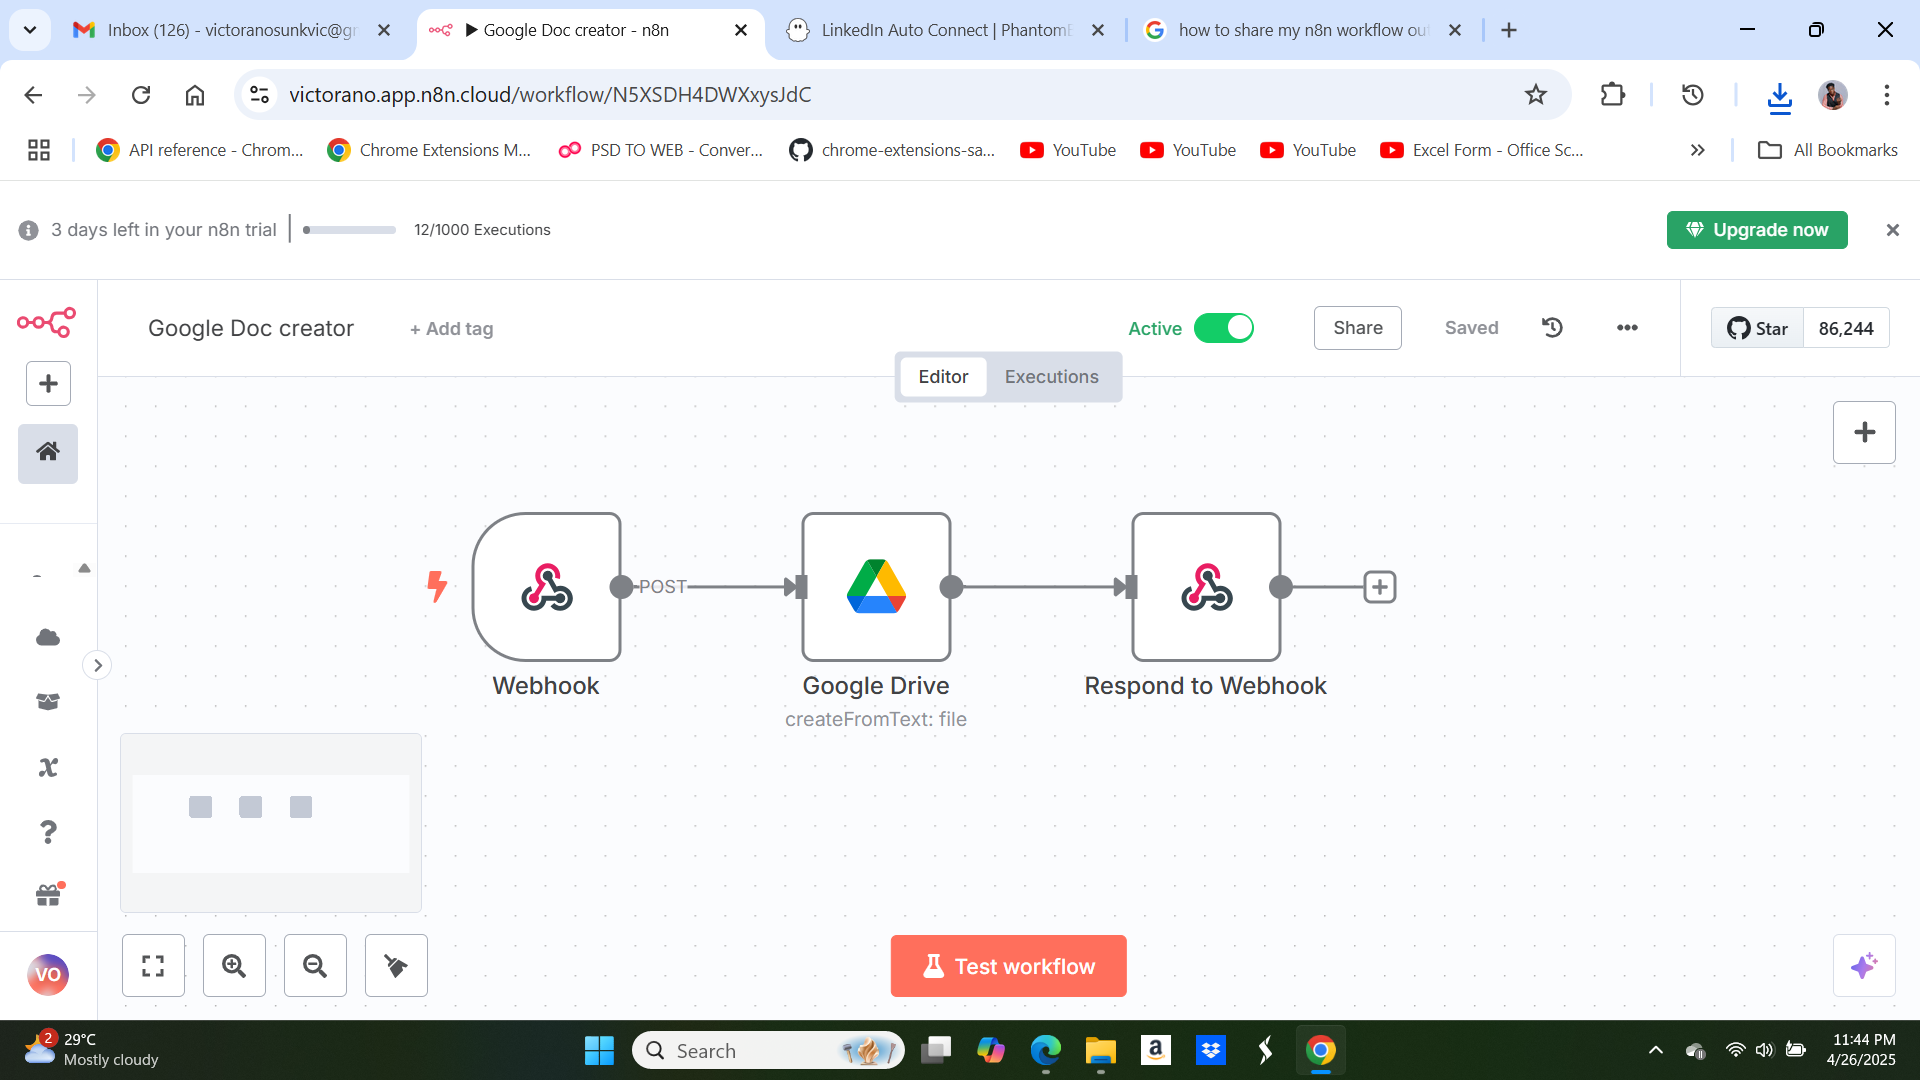 Inbox (126) - victoranosunkvic@gm
Google Doc creator - n8n
LinkedIn Auto Connect | PhantomB
how to share my n8n workflow out
victorano.app.n8n.cloud/workflow/N5XSDH4DWXxysJdC
API reference - Chrom...
Chrome Extensions M...
PSD TO WEB - Conver...
chrome-extensions-sa...
YouTube
YouTube
YouTube
Excel Form - Office Sc...
All Bookmarks
3 days left in your n8n trial
12/1000 Executions
Upgrade now
Google Doc creator
+ Add tag
Active
Share
Saved
Star
86,244
Editor
Executions
POST
Webhook
Google Drive
createFromText: file
Respond to Webhook
Test workflow
VO
2
29°C
Mostly cloudy
Search
11:44 PM
4/26/2025